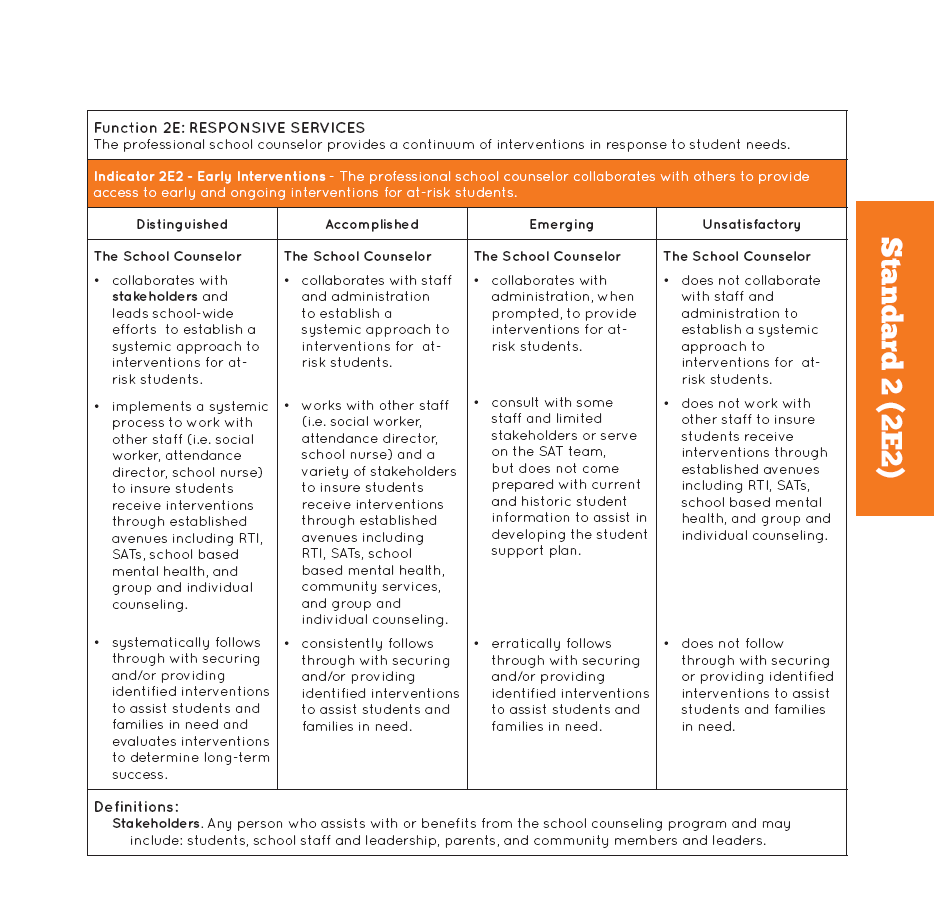 Function 2E: RESPONSIVE SERVICES
The professional school counselor provides a continuum of interventions in response to student needs.
Indicator 2E2 - Early Interventions - The professional school counselor collaborates with others to provide
access to early and ongoing interventions for at-risk students.
Distinguished
Accomplished
Emerging
Unsatisfactory
The School Counselor
• collaborates with
stakeholders and
leads school-wide
efforts to establish a
systemic approach to
interventions for at-
risk students.
• implements a systemic
process to work with
other staff (i.e. social
worker, attendance
director, school nurse)
to insure students
receive interventions
through established
avenues including RTI,
SATs, school based
mental health, and
group and individual
counseling.
• systematically follows
through with securing
and/or providing
identified interventions
to assist students and
families in need and
evaluates interventions
to determine long-term
success.
The School Counselor
• collaborates with staff
and administration
to establish a
systemic approach to
interventions for at-
risk students.
• works with other staff
(i.e. social worker,
attendance director,
school nurse) and a
variety of stakeholders
to insure students
receive interventions
through established
avenues including
RTI, SATs, school
based mental health,
community services,
and group and
individual counseling.
• consistently follows
through with securing
and/or providing
identified interventions
to assist students and
families in need.
The School Counselor
• collaborates with
administration, when
prompted, to provide
interventions for at-
risk students.
• consult with some
staff and limited
stakeholders or serve
on the SAT team,
but does not come
prepared with current
and historic student
information to assist in
developing the student
support plan.
• erratically follows
through with securing
and/or providing
identified interventions
to assist students and
families in need.
The School Counselor
• does not collaborate
with staff and
administration to
establish a systemic
approach to
interventions for at-
risk students.
• does not work with
other staff to insure
students receive
interventions through
established avenues
including RTI, SATs,
school based mental
health, and group and
individual counseling.
• does not follow
through with securing
or providing identified
interventions to assist
students and families
in need.
Definitions:
Stakeholders. Any person who assists with or benefits from the school counseling program and may
include: students, school staff and leadership, parents, and community members and leaders.
Standard 2 (2E2)